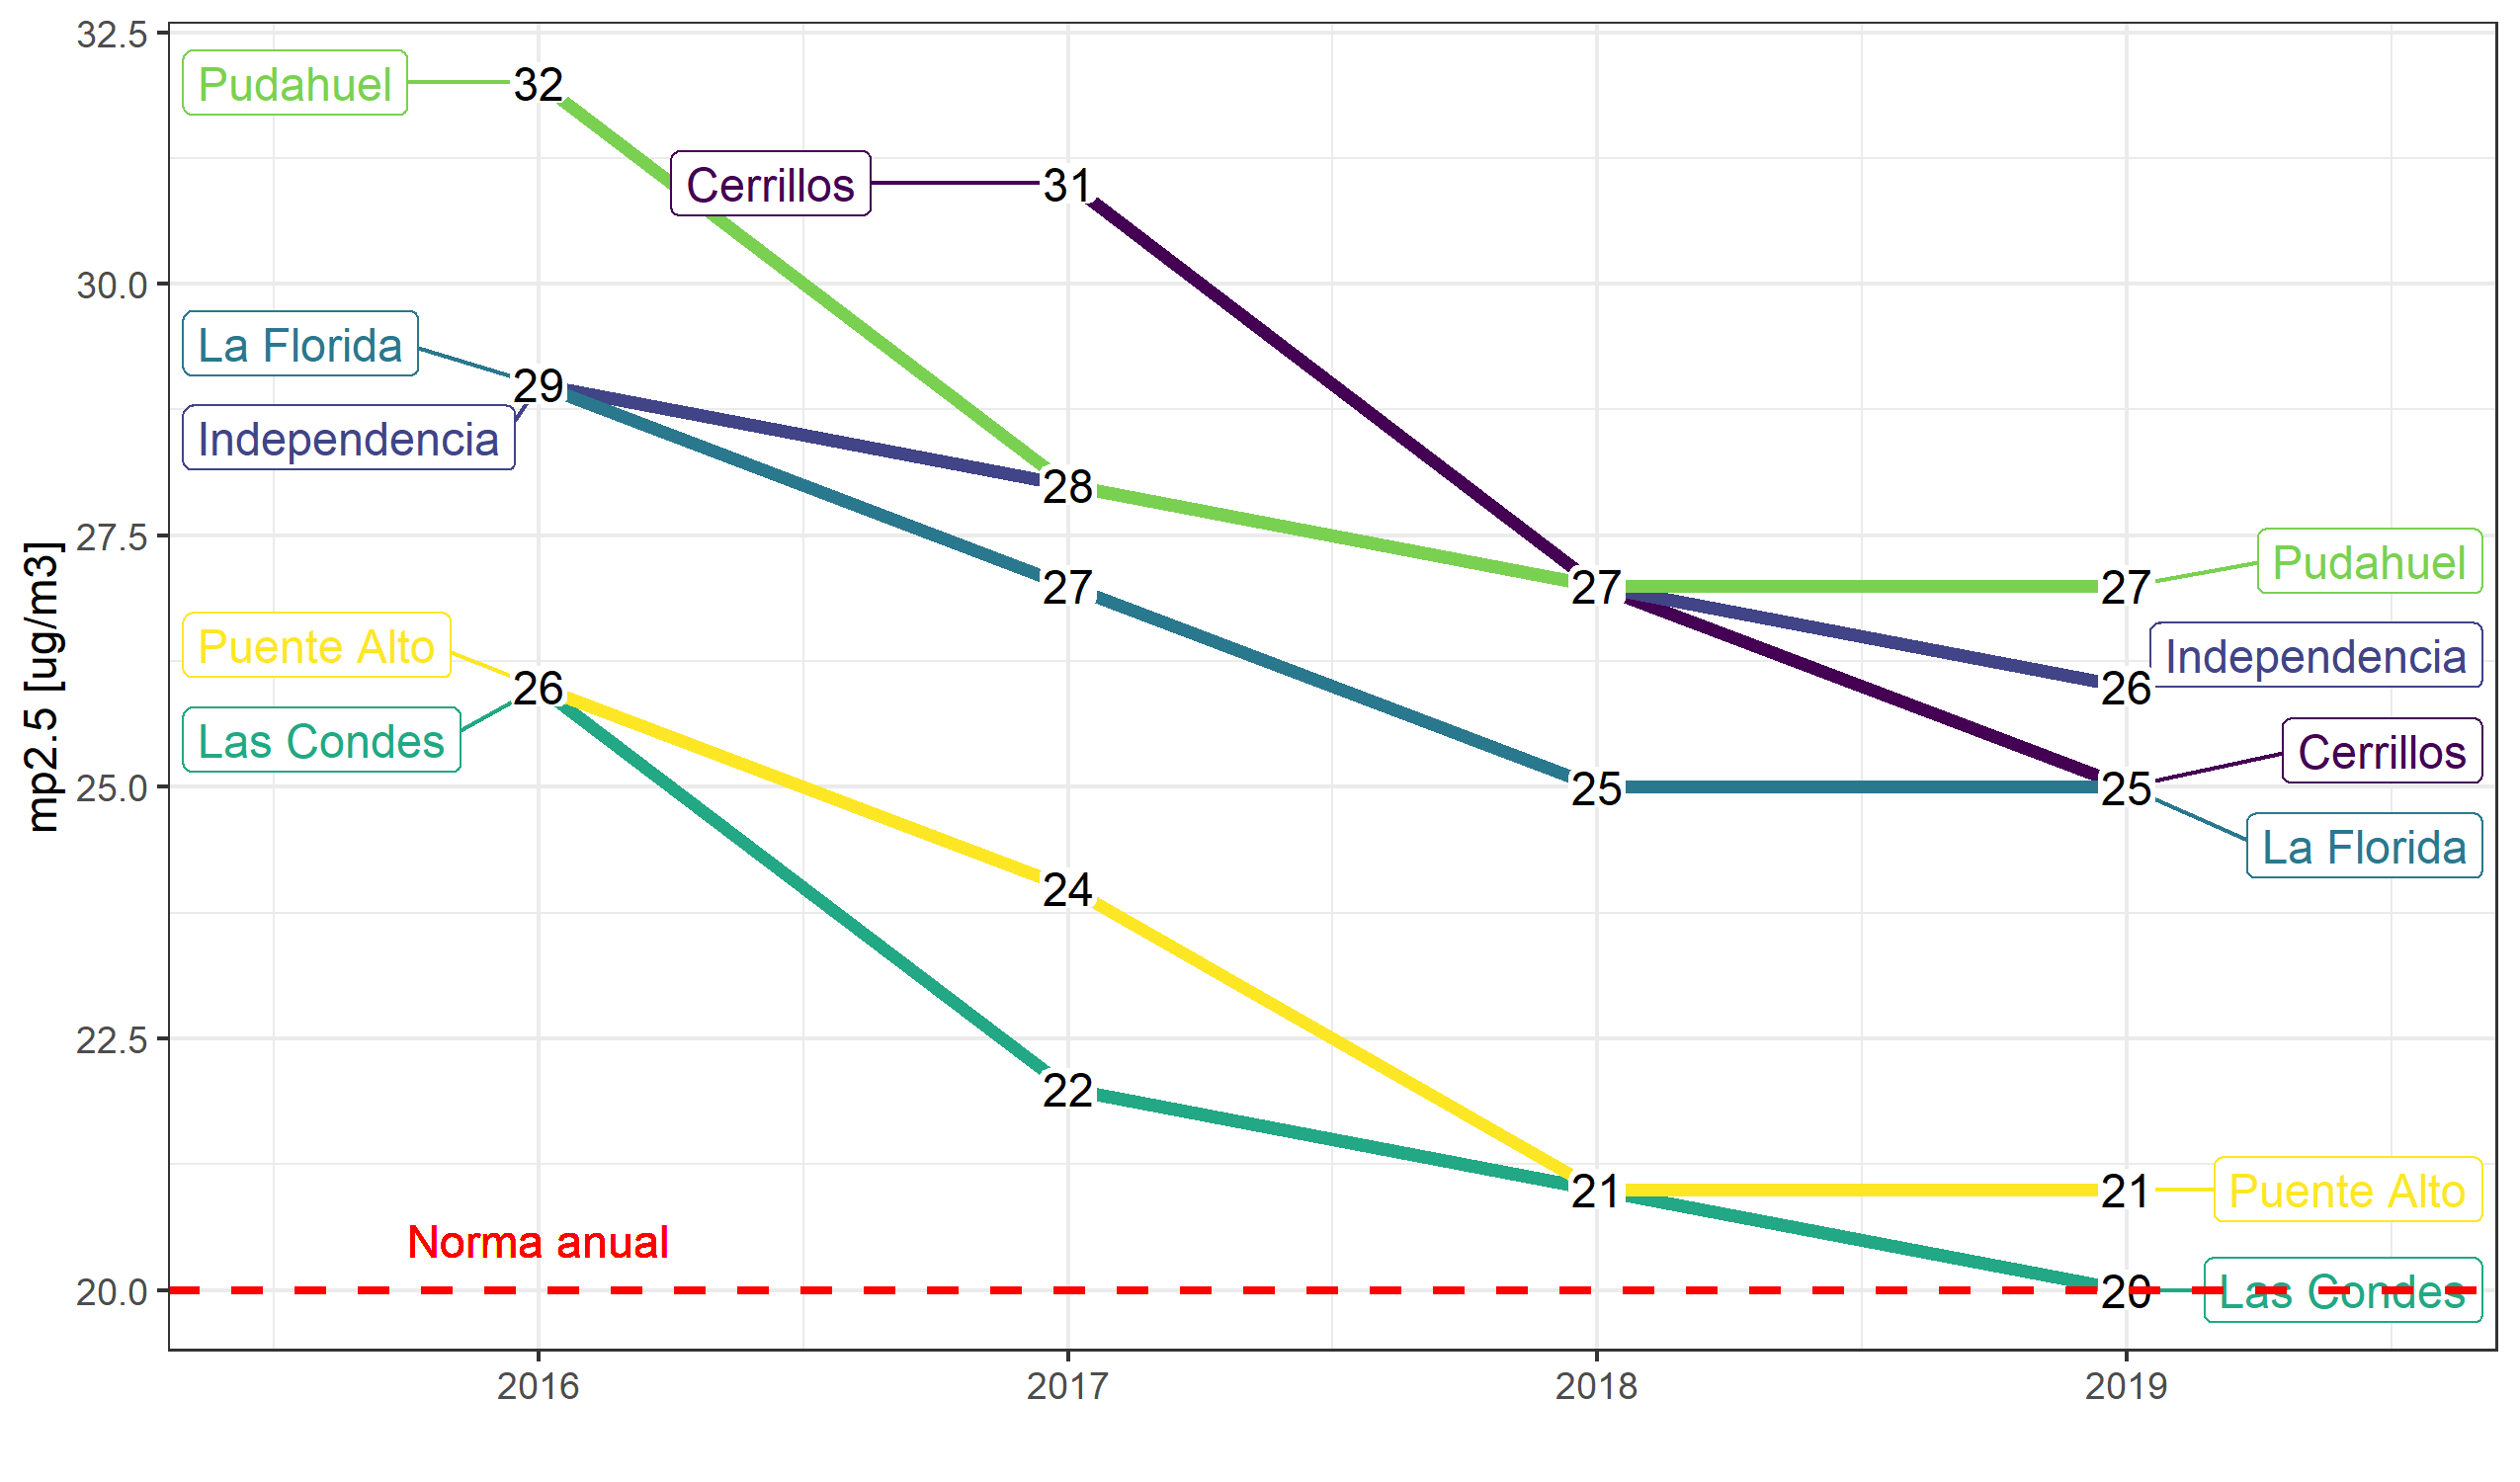 32.5
Pudahuel
32
Cerrillos
31
30.0
La Florida
29
Independencia
28
27.5
27
27
27
Pudahuel
Independencia
Puente Alto
26
26
Las Condes
Cerrillos
25.0
25
25
La Florida
mp2.5 [ug/m3]
24
22.5
22
21
21
Puente Alto
Norma anual
20.0
20
Las Condes
2016
2017
2018
2019